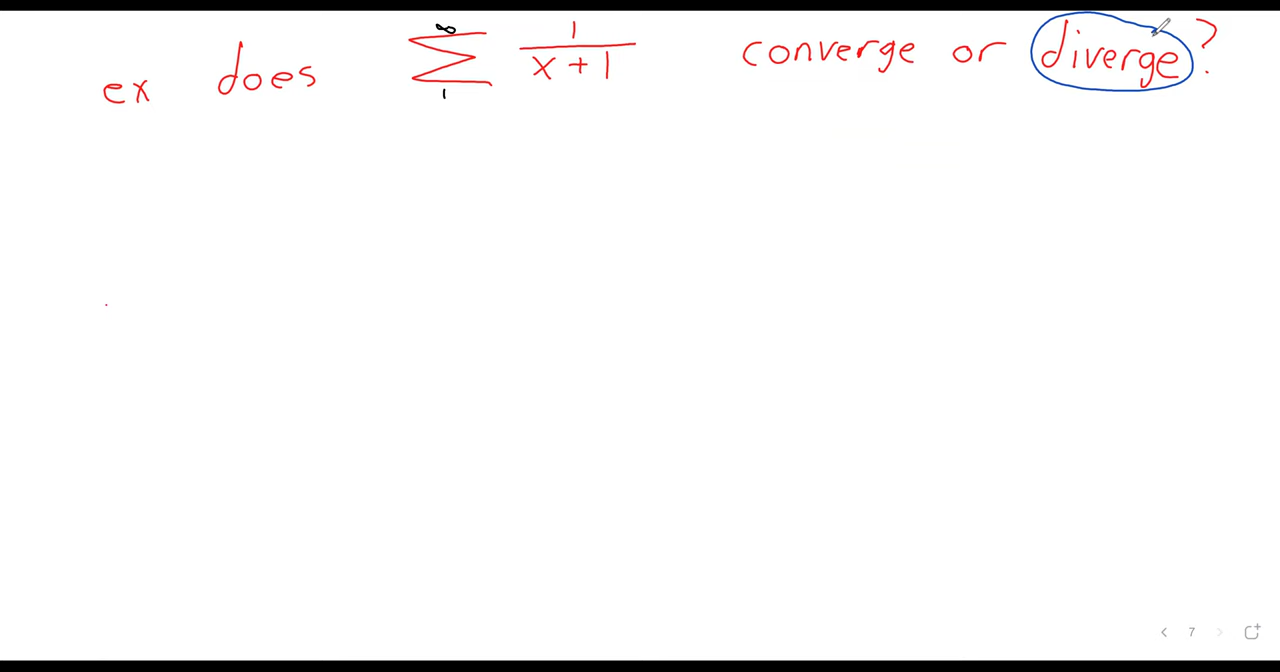 ex does ∞ Σ 1 1/(x+1) converge or diverge?
7